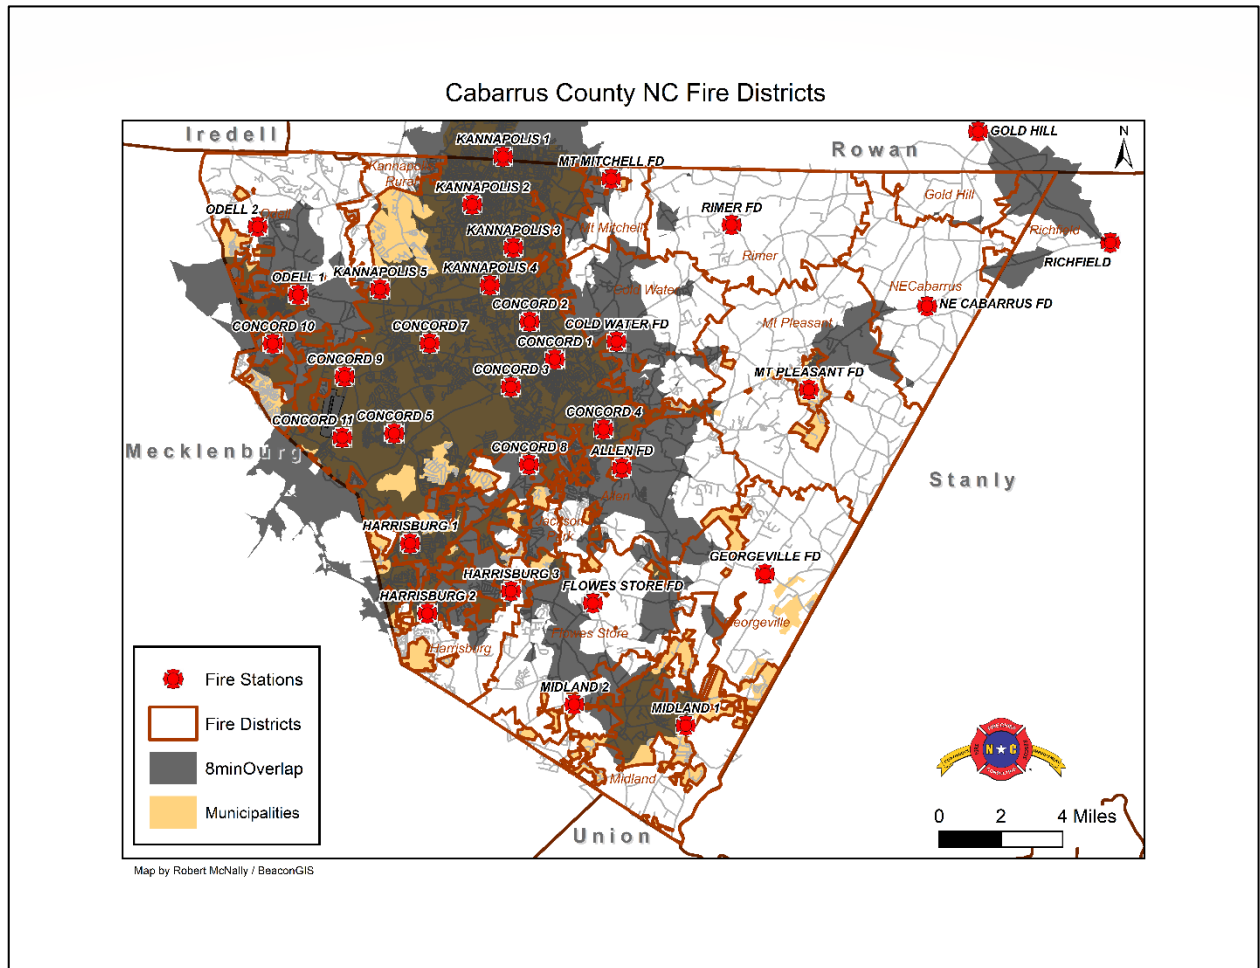 Cabarrus County NC Fire Districts
Iredell
Rowan
N
GOLD HILL
KANNAPOLIS 1
Kannapolis
Rural
MT MITCHELL FD
KANNAPOLIS 2
Gold Hill
ODELL 2
RIMER FD
Mt Mitchell
Richfield
KANNAPOLIS 3
Rimer
RICHFIELD
KANNAPOLIS 4
ODELL 1
KANNAPOLIS 5
Cold Water
NECabarrus
NE CABARRUS FD
CONCORD 2
CONCORD 10
CONCORD 7
COLD WATER FD
Mt Pleasant
CONCORD 1
CONCORD 9
CONCORD 3
MT PLEASANT FD
CONCORD 4
CONCORD 11
CONCORD 5
Mecklenburg
CONCORD 8
ALLEN FD
Stanly
Allen
Jackson
Park
HARRISBURG 1
GEORGEVILLE FD
HARRISBURG 3
FLOWES STORE FD
HARRISBURG 2
Georgeville
Flowes Store
Harrisburg
MIDLAND 2
MIDLAND 1
Midland
Union
Fire Stations
Fire Districts
8minOverlap
Municipalities
N C
0 2 4 Miles
Map by Robert McNally / BeaconGIS